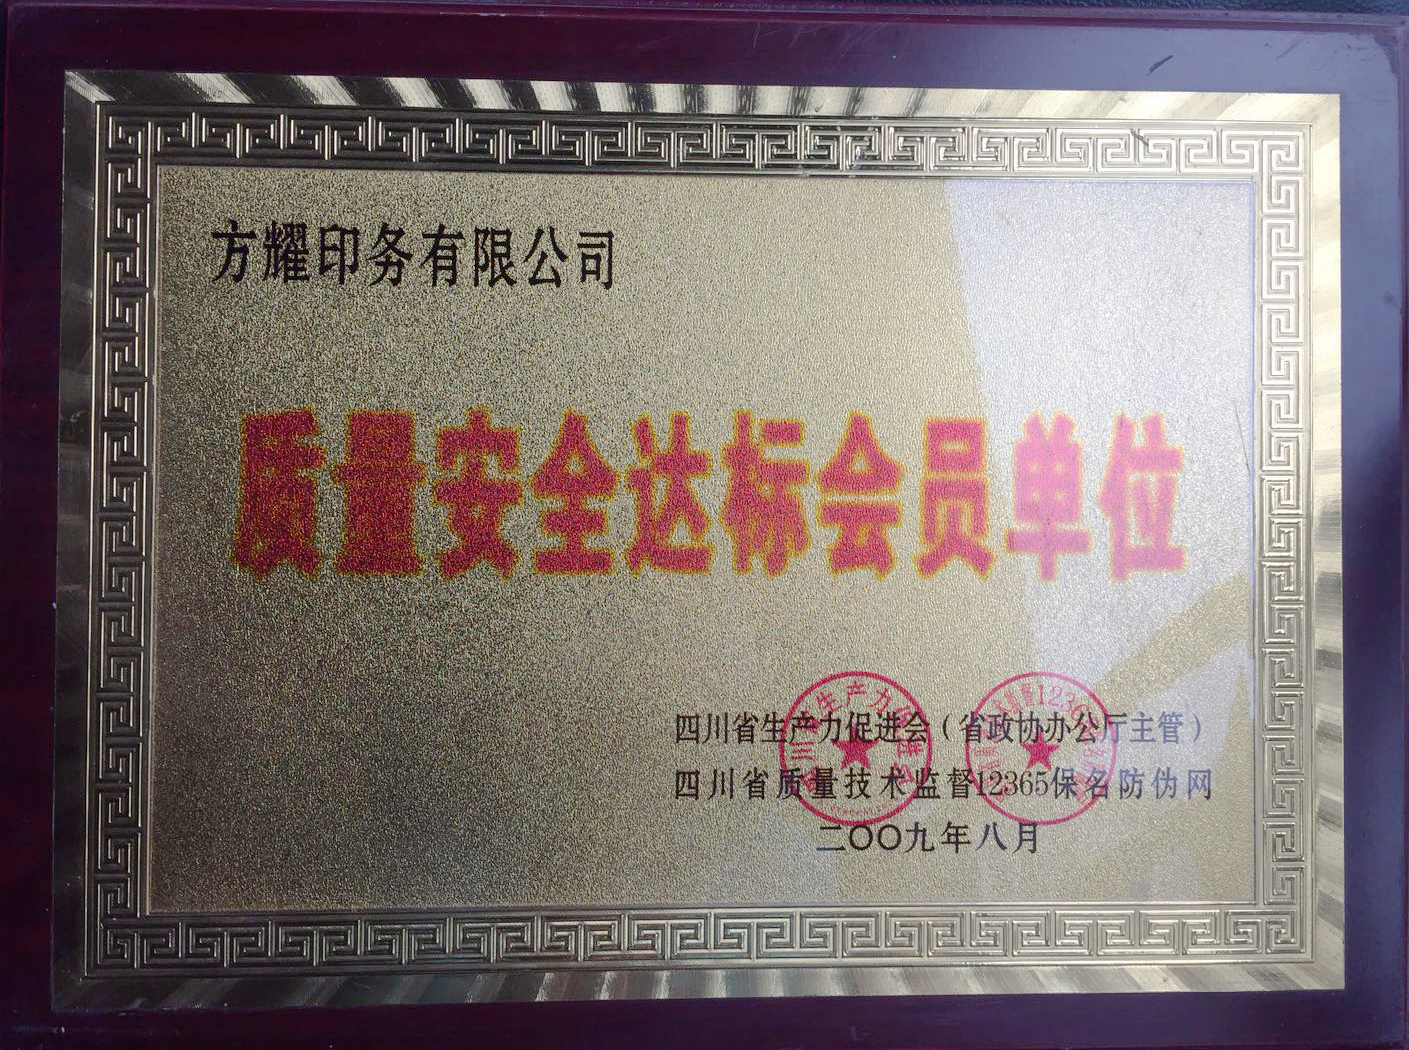 方耀印务有限公司
质量安全达标会员单位
四川省生产力促进会（省政协办公厅主管）
四川省质量技术监督12365保名防伪网
二〇〇九年八月